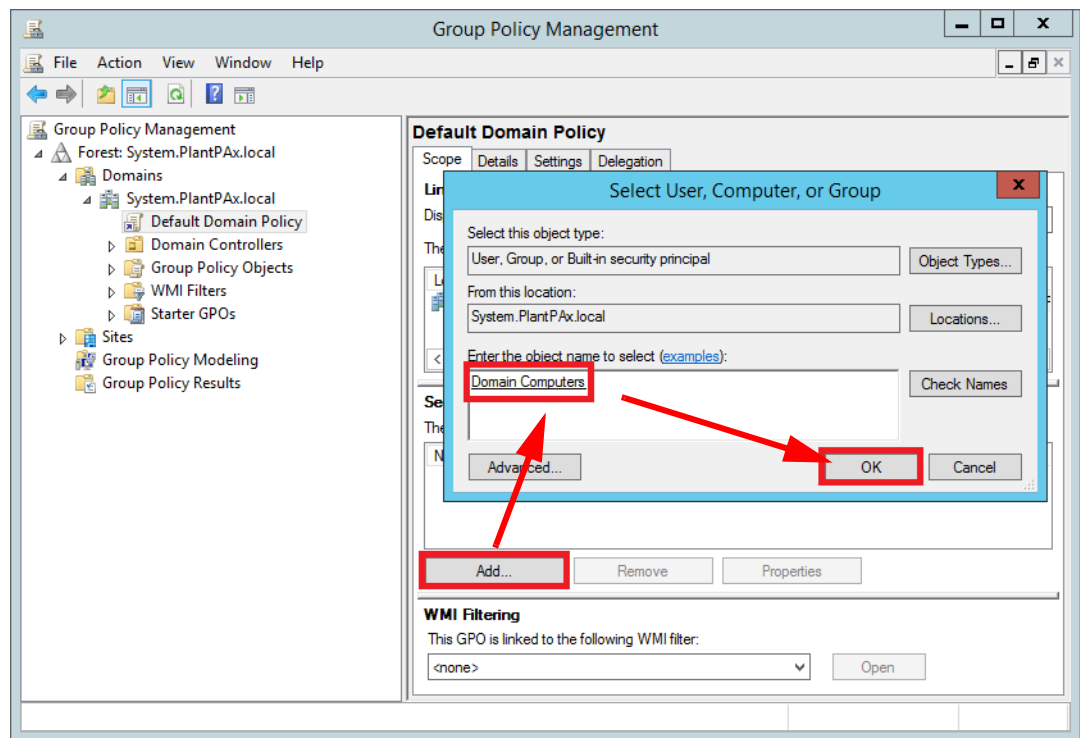 Group Policy Management
File Action View Window Help
Group Policy Management
Forest: System.PlantPAx.local
Domains
System.PlantPAx.local
Default Domain Policy
Domain Controllers
Group Policy Objects
WMI Filters
Starter GPOs
Sites
Group Policy Modeling
Group Policy Results
Default Domain Policy
Scope Details Settings Delegation
Lin
Dis
The
Select User, Computer, or Group
Select this object type:
User, Group, or Built-in security principal
Object Types...
From this location:
System.PlantPAx.local
Locations...
Enter the object name to select (examples):
Domain Computers
Check Names
Advanced...
OK
Cancel
Se
The
N
Add...
Remove
Properties
WMI Filtering
This GPO is linked to the following WMI filter:
<none>
Open